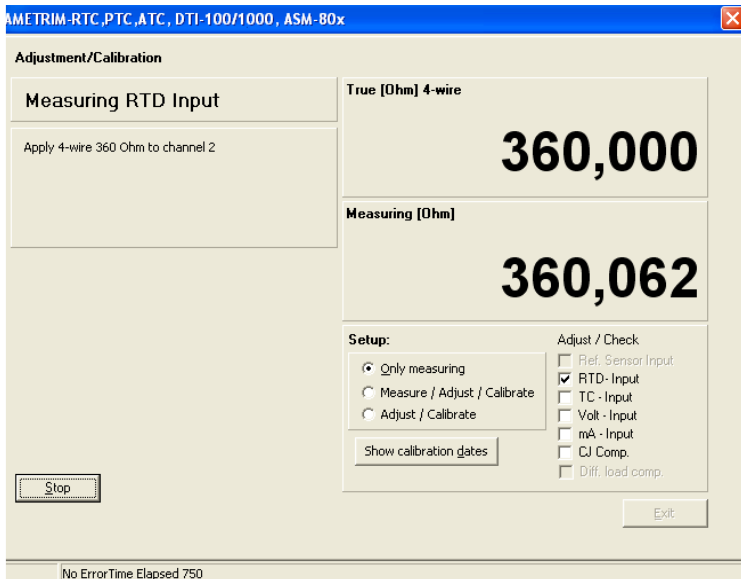 AMETRIM-RTC,PTC,ATC, DTI-100/1000, ASM-80x
Adjustment/Calibration
Measuring RTD Input
Apply 4-wire 360 Ohm to channel 2
True [Ohm] 4-wire
360,000
Measuring [Ohm]
360,062
Setup:
Only measuring
Measure / Adjust / Calibrate
Adjust / Calibrate
Show calibration dates
Adjust / Check
Ref. Sensor Input
RTD- Input
TC - Input
Volt - Input
mA - Input
CJ Comp.
Diff. load comp.
Stop
Exit
No ErrorTime Elapsed 750